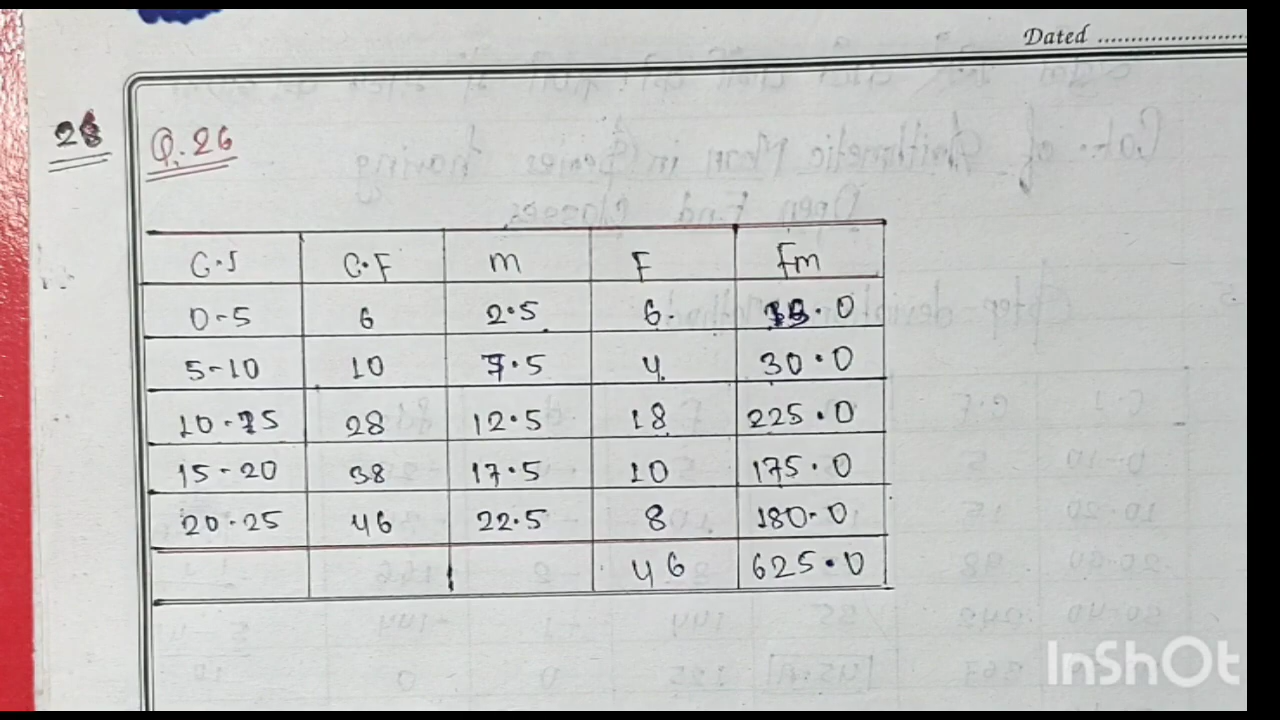 Dated
26
Q.26
C.I C.F m F Fm
0-5 6 2.5 6 15.0
5-10 10 7.5 4 30.0
10-15 28 12.5 18 225.0
15-20 38 17.5 10 175.0
20-25 46 22.5 8 180.0
46 625.0
InShOt